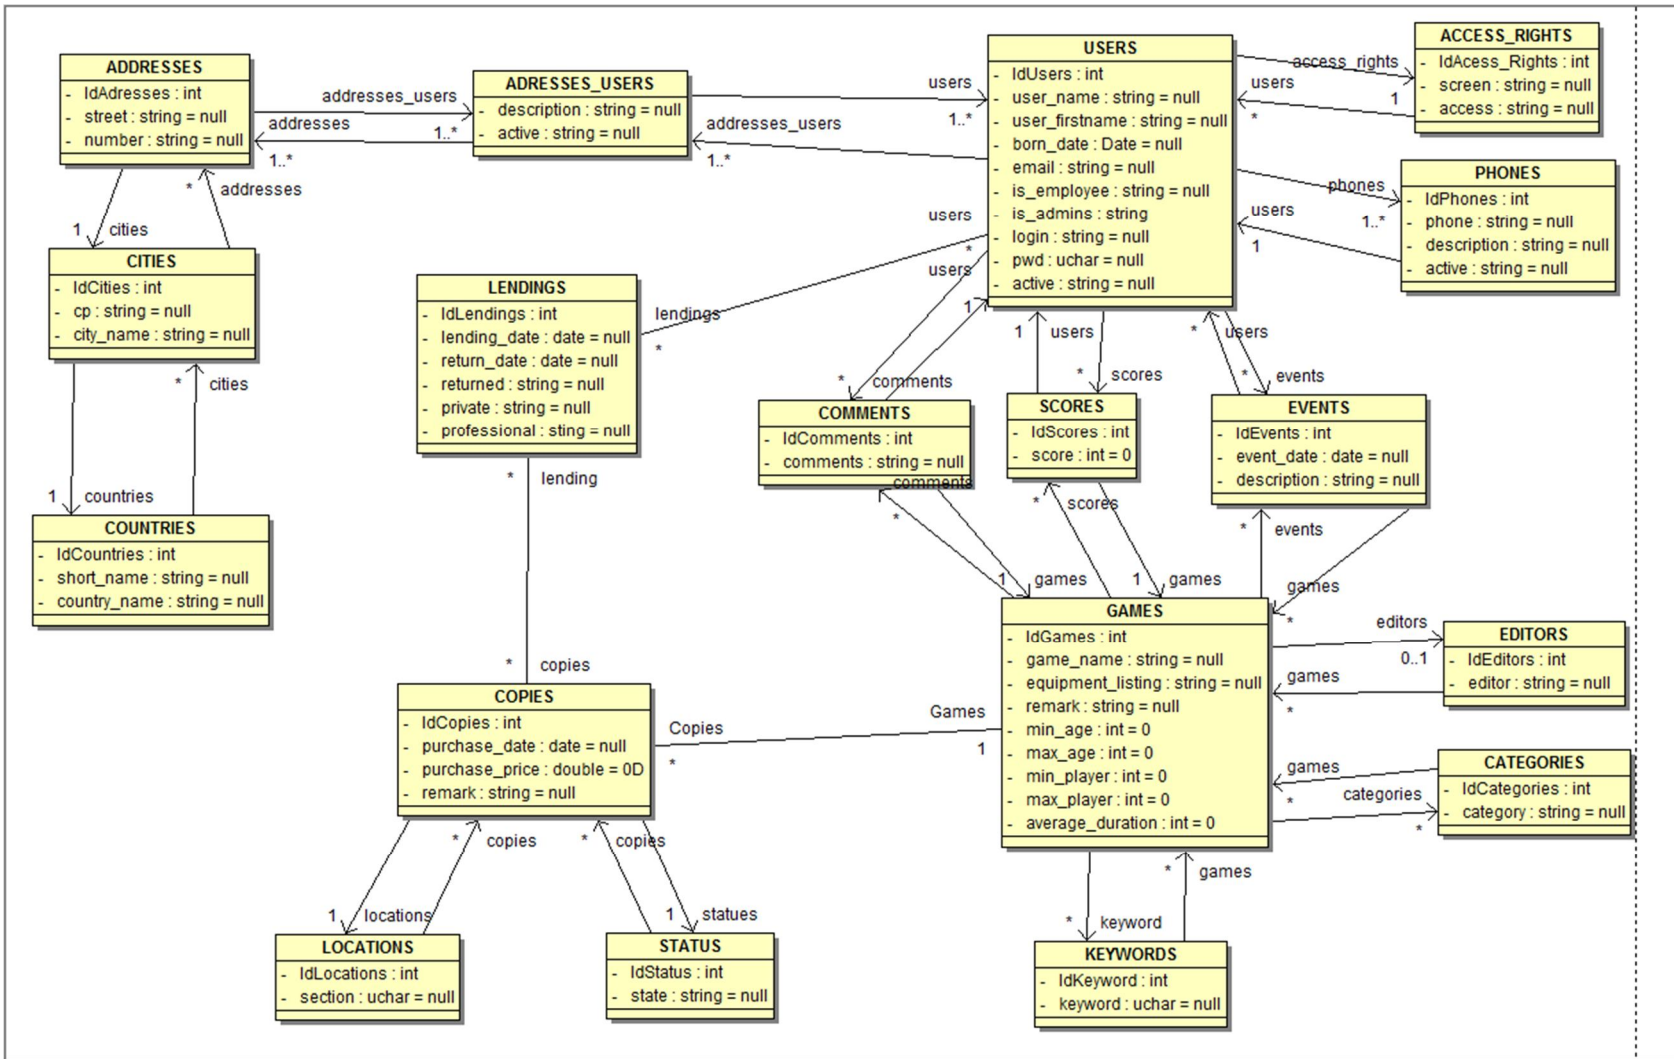 ADDRESSES
- IdAdresses : int
- street : string = null
- number : string = null
addresses_users
1..*
addresses
1..*
ADRESSES_USERS
- description : string = null
- active : string = null
users
1..*
addresses_users
1..*
USERS
- IdUsers : int
- user_name : string = null
- user_firstname : string = null
- born_date : Date = null
- email : string = null
- is_employee : string = null
- is_admins : string
- login : string = null
- pwd : uchar = null
- active : string = null
access_rights
1
users
*
ACCESS_RIGHTS
- IdAcess_Rights : int
- screen : string = null
- access : string = null
phones
1..*
users
1
PHONES
- IdPhones : int
- phone : string = null
- description : string = null
- active : string = null
* addresses
1 cities
CITIES
- IdCities : int
- cp : string = null
- city_name : string = null
* cities
1 countries
COUNTRIES
- IdCountries : int
- short_name : string = null
- country_name : string = null
LENDINGS
- IdLendings : int
- lending_date : date = null
- return_date : date = null
- returned : string = null
- private : string = null
- professional : sting = null
lendings
*
users
*
users
1
* comments
1 users
* scores
* users
* events
COMMENTS
- IdComments : int
- comments : string = null
SCORES
- IdScores : int
- score : int = 0
EVENTS
- IdEvents : int
- event_date : date = null
- description : string = null
* lending
* copies
comments
*
1 games
* scores
1 games
* events
games
*
COPIES
- IdCopies : int
- purchase_date : date = null
- purchase_price : double = 0D
- remark : string = null
Copies
*
Games
1
GAMES
- IdGames : int
- game_name : string = null
- equipment_listing : string = null
- remark : string = null
- min_age : int = 0
- max_age : int = 0
- min_player : int = 0
- max_player : int = 0
- average_duration : int = 0
editors
0..1
games
*
EDITORS
- IdEditors : int
- editor : string = null
games
*
categories
*
CATEGORIES
- IdCategories : int
- category : string = null
* copies
1 locations
* copies
1 statues
LOCATIONS
- IdLocations : int
- section : uchar = null
STATUS
- IdStatus : int
- state : string = null
* games
* keyword
KEYWORDS
- IdKeyword : int
- keyword : uchar = null